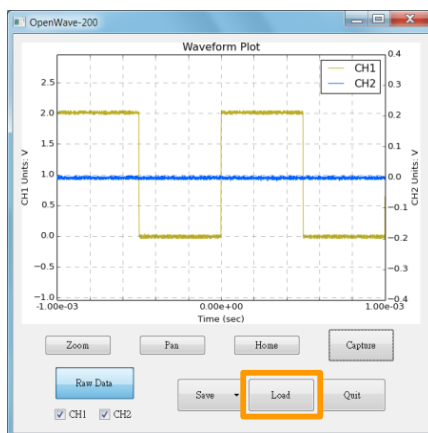 OpenWave-200
Waveform Plot
CH1
CH2
2.5
2.0
1.5
1.0
0.5
0.0
−0.5
−1.0
CH1 Units: V
0.4
0.3
0.2
0.1
0.0
−0.1
−0.2
−0.3
−0.4
CH2 Units: V
-1.00e-03
0.00e+00
1.00e-03
Time (sec)
Zoom
Pan
Home
Capture
Raw Data
Save
Load
Quit
CH1
CH2